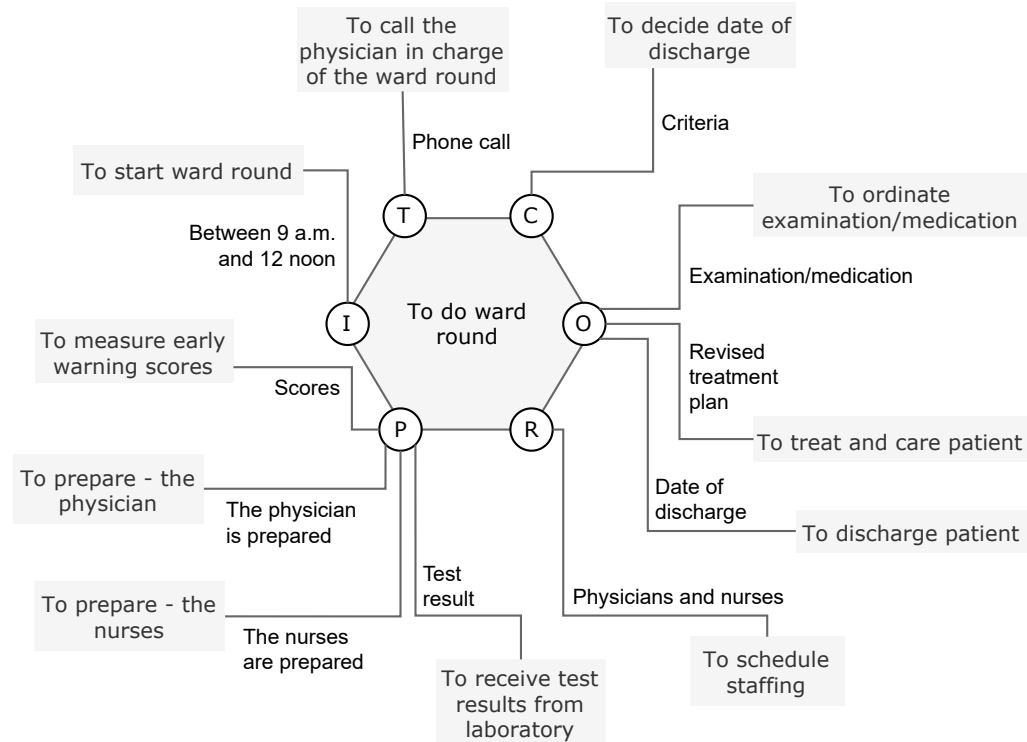 To call the
physician in charge
of the ward round
To decide date of
discharge
Criteria
Phone call
To start ward round
T
C
To ordinate
examination/medication
Between 9 a.m.
and 12 noon
Examination/medication
To do ward
round
I
O
To measure early
warning scores
Revised
treatment
plan
Scores
P
R
To treat and care patient
To prepare - the
physician
The physician
is prepared
Date of
discharge
To discharge patient
Test
result
Physicians and nurses
To prepare - the
nurses
The nurses
are prepared
To receive test
results from
laboratory
To schedule
staffing